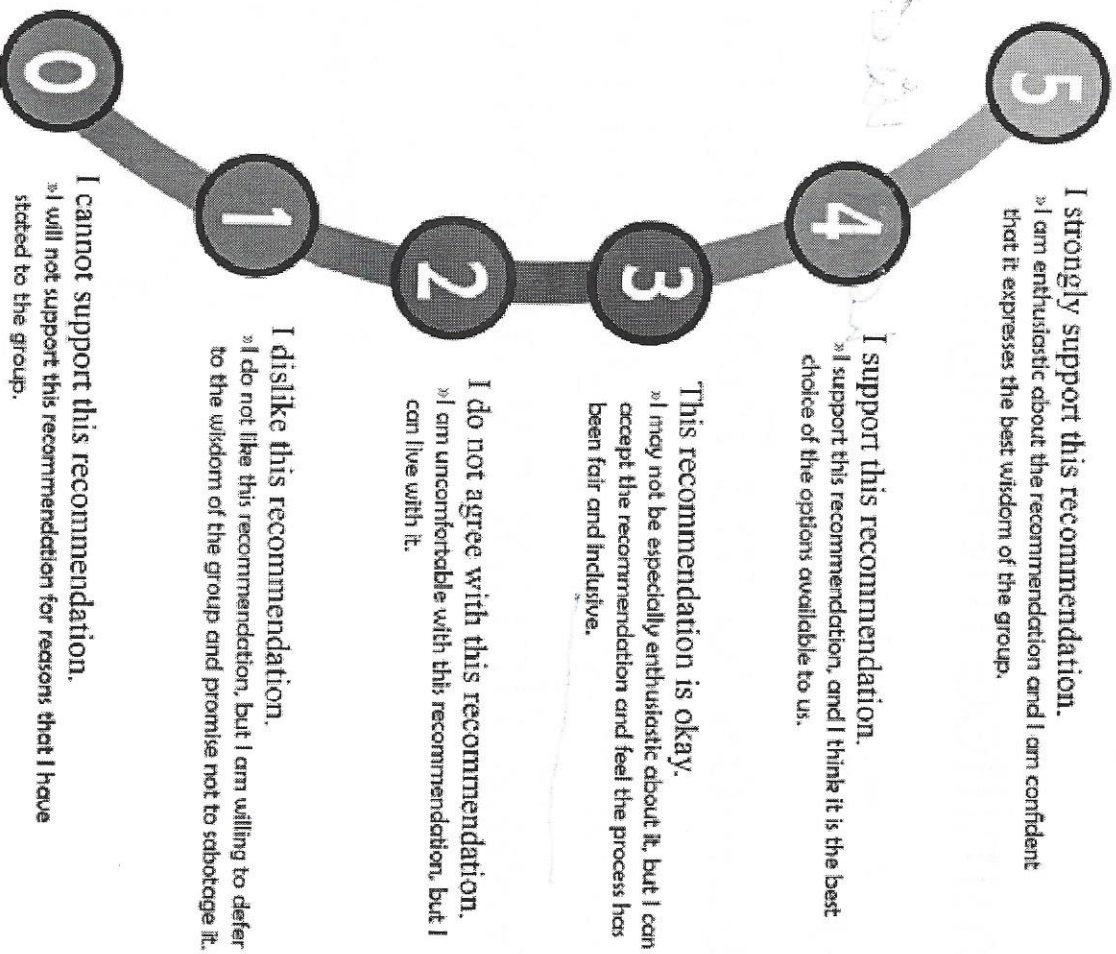 5
I strongly support this recommendation.
»I am enthusiastic about the recommendation and I am confident
that it expresses the best wisdom of the group.
4
I support this recommendation.
»I support this recommendation, and I think it is the best
choice of the options available to us.
3
This recommendation is okay.
»I may not be especially enthusiastic about it, but I can
accept the recommendation and feel the process has
been fair and inclusive.
2
I do not agree with this recommendation.
»I am uncomfortable with this recommendation, but I
can live with it.
1
I dislike this recommendation.
»I do not like this recommendation, but I am willing to defer
to the wisdom of the group and promise not to sabotage it.
0
I cannot support this recommendation.
»I will not support this recommendation for reasons that I have
stated to the group.